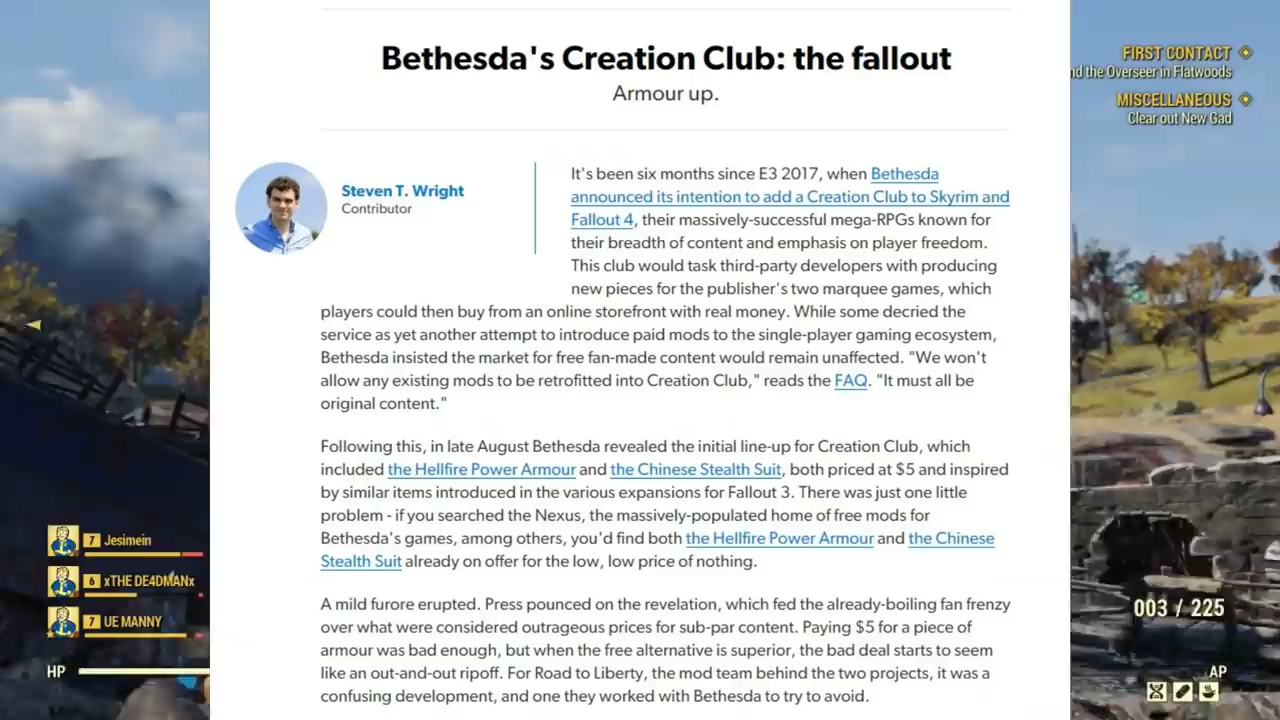 Bethesda's Creation Club: the fallout
Armour up.
Steven T. Wright
Contributor
It's been six months since E3 2017, when Bethesda
announced its intention to add a Creation Club to Skyrim and
Fallout 4, their massively-successful mega-RPGs known for
their breadth of content and emphasis on player freedom.
This club would task third-party developers with producing
new pieces for the publisher's two marquee games, which
players could then buy from an online storefront with real money. While some decried the
service as yet another attempt to introduce paid mods to the single-player gaming ecosystem,
Bethesda insisted the market for free fan-made content would remain unaffected. "We won't
allow any existing mods to be retrofitted into Creation Club," reads the FAQ. "It must all be
original content."
Following this, in late August Bethesda revealed the initial line-up for Creation Club, which
included the Hellfire Power Armour and the Chinese Stealth Suit, both priced at $5 and inspired
by similar items introduced in the various expansions for Fallout 3. There was just one little
problem - if you searched the Nexus, the massively-populated home of free mods for
Bethesda's games, among others, you'd find both the Hellfire Power Armour and the Chinese
Stealth Suit already on offer for the low, low price of nothing.
A mild furore erupted. Press pounced on the revelation, which fed the already-boiling fan frenzy
over what were considered outrageous prices for sub-par content. Paying $5 for a piece of
armour was bad enough, but when the free alternative is superior, the bad deal starts to seem
like an out-and-out ripoff. For Road to Liberty, the mod team behind the two projects, it was a
confusing development, and one they worked with Bethesda to try to avoid.
FIRST CONTACT
nd the Overseer in Flatwoods
MISCELLANEOUS
Clear out New Gad
7 Jesimein
6 xTHE DE4DMANx
7 UE MANNY
HP
003 / 225
AP